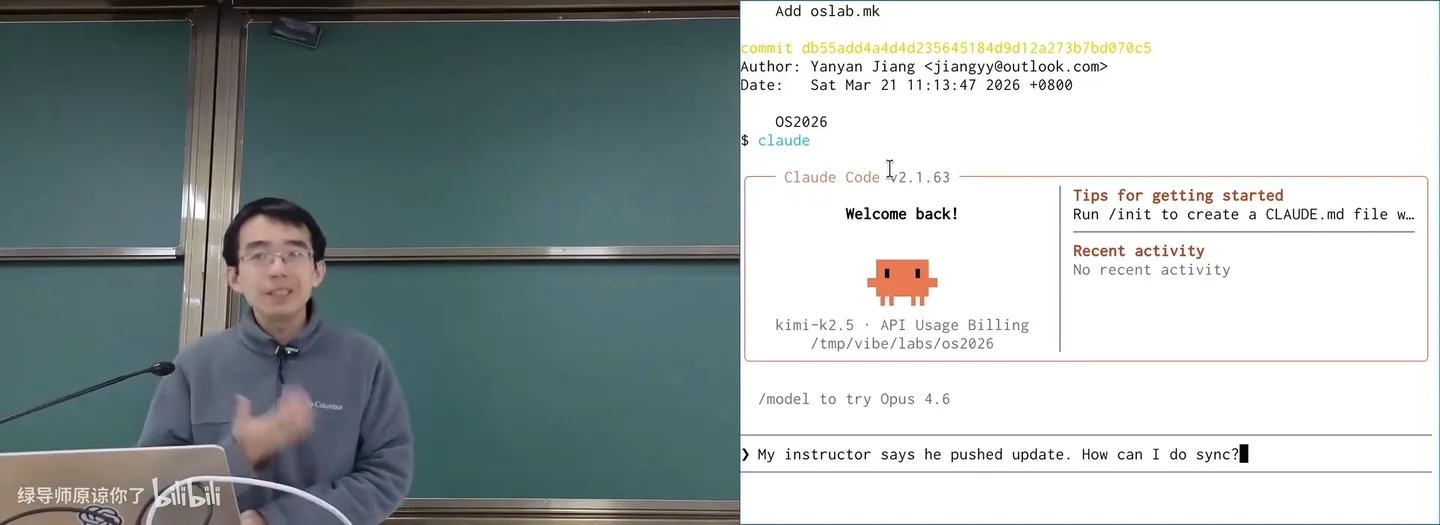 Add oslab.mk
commit db55add4a4d4d235645184d9d12a273b7bd070c5
Author: Yanyan Jiang <jiangyy@outlook.com>
Date:   Sat Mar 21 11:13:47 2026 +0800
OS2026
$ claude
Claude Code v2.1.63
Welcome back!
kimi-k2.5 · API Usage Billing
/tmp/vibe/labs/os2026
Tips for getting started
Run /init to create a CLAUDE.md file w…
Recent activity
No recent activity
/model to try Opus 4.6
❯ My instructor says he pushed update. How can I do sync?
Columbia
绿导师原谅你了 bilibili